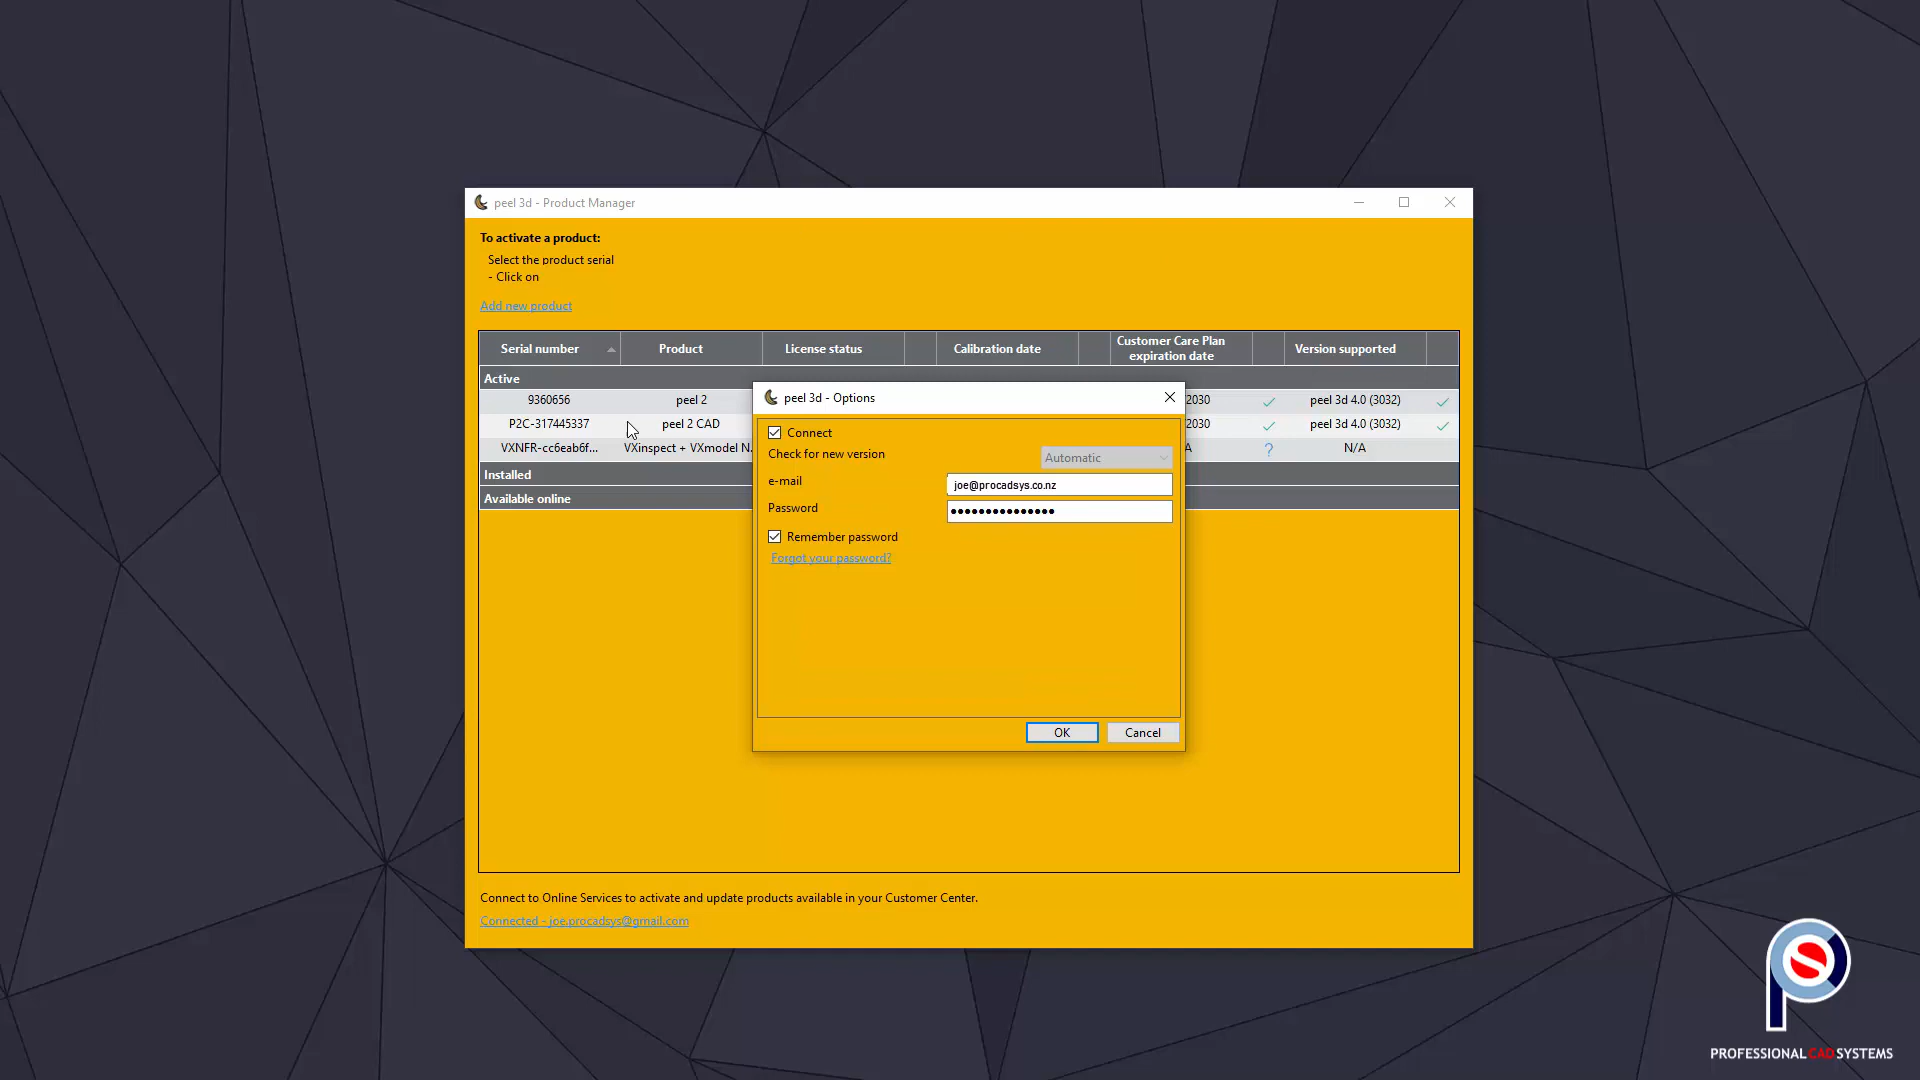 peel 3d - Product Manager
To activate a product:
Select the product serial
- Click on
Add new product
Serial number Product License status Calibration date Customer Care Plan expiration date Version supported
Active
9360656 peel 2 2030 peel 3d 4.0 (3032)
P2C-317445337 peel 2 CAD 2030 peel 3d 4.0 (3032)
VXNFR-cc6eab6f... VXinspect + VXmodel N. A ? N/A
Installed
Available online
peel 3d - Options
Connect
Check for new version Automatic
e-mail joe@procadsys.co.nz
Password ●●●●●●●●●●●●●●●
Remember password
Forgot your password?
OK Cancel
Connect to Online Services to activate and update products available in your Customer Center.
Connected - joe.procadsys@gmail.com
PROFESSIONAL CAD SYSTEMS